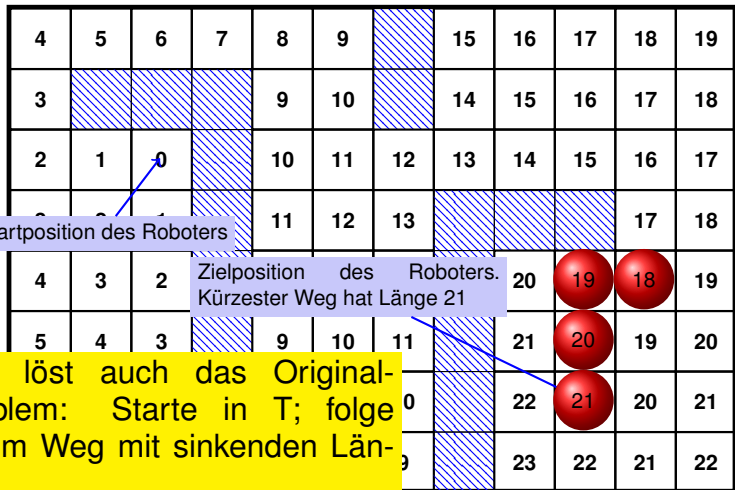 4 5 6 7 8 9 15 16 17 18 19
3 9 10 14 15 16 17 18
2 1 0 10 11 12 13 14 15 16 17
11 12 13 17 18
artposition des Roboters
4 3 2 20 19 18 19
Zielposition des Roboters.
Kürzester Weg hat Länge 21
5 4 3 9 10 11 21 20 19 20
löst auch das Original-
blem: Starte in T; folge
m Weg mit sinkenden Län-
0 22 21 20 21
23 22 21 22